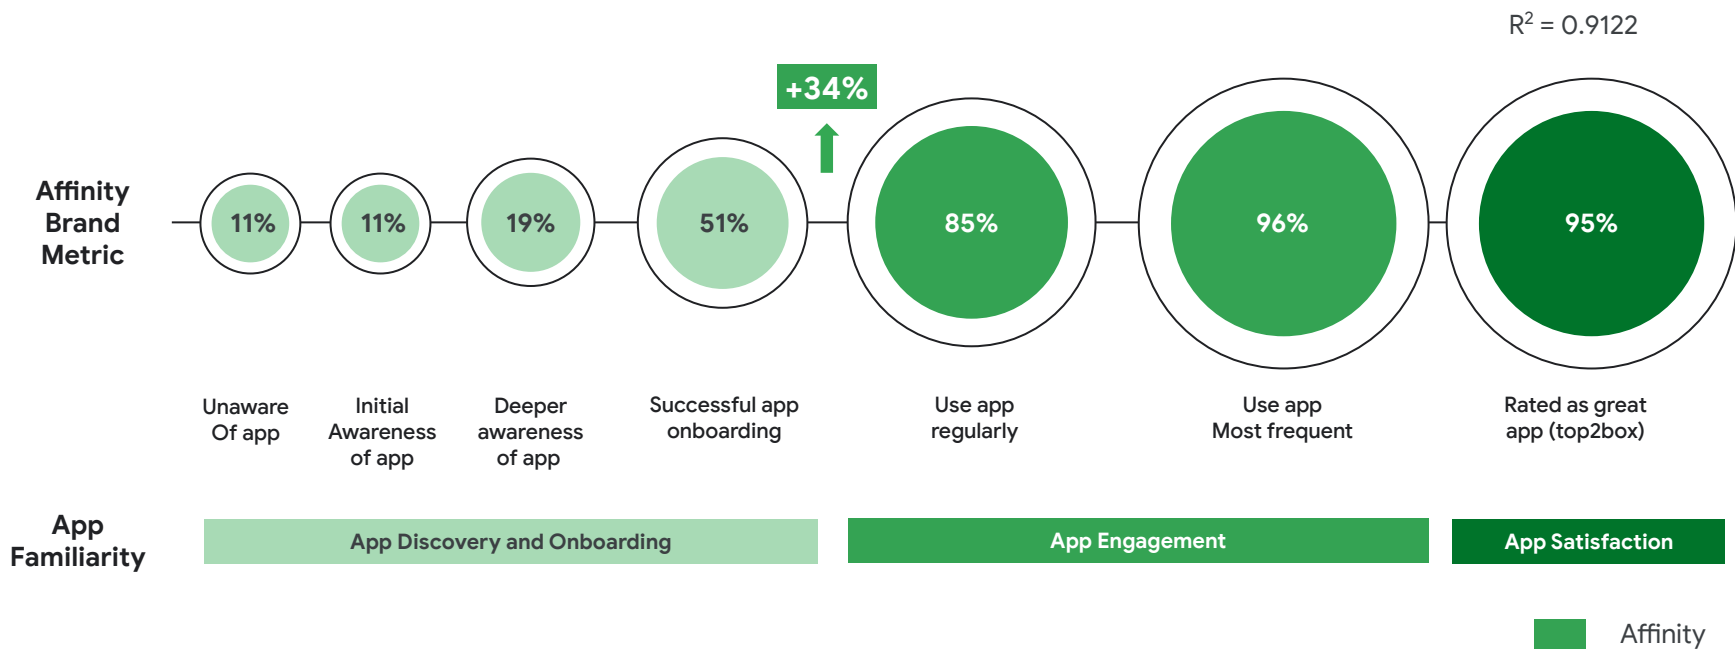 R² = 0.9122
+34%
Affinity
Brand
Metric
11%
11%
19%
51%
85%
96%
95%
Unaware
Of app
Initial
Awareness
of app
Deeper
awareness
of app
Successful app
onboarding
Use app
regularly
Use app
Most frequent
Rated as great
app (top2box)
App
Familiarity
App Discovery and Onboarding
App Engagement
App Satisfaction
Affinity